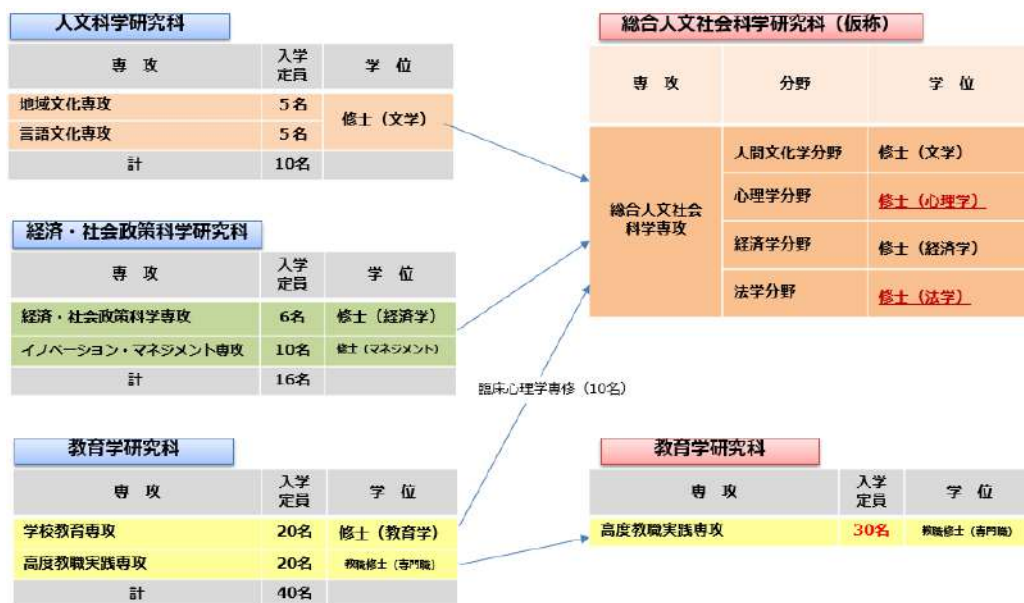 人文科学研究科
専 攻 入学定員 学 位
地域文化専攻 5名 修士(文学)
言語文化専攻 5名
計 10名
経済・社会政策科学研究科
専 攻 入学定員 学 位
経済・社会政策科学専攻 6名 修士(経済学)
イノベーション・マネジメント専攻 10名 修士(マネジメント)
計 16名
教育学研究科
専 攻 入学定員 学 位
学校教育専攻 20名 修士(教育学)
高度教職実践専攻 20名 教職修士(専門職)
計 40名
臨床心理学専修(10名)
総合人文社会科学研究科(仮称)
専 攻 分野 学 位
総合人文社会科学専攻
人間文化学分野 修士(文学)
心理学分野 修士(心理学)
経済学分野 修士(経済学)
法学分野 修士(法学)
教育学研究科
専 攻 入学定員 学 位
高度教職実践専攻 30名 教職修士(専門職)